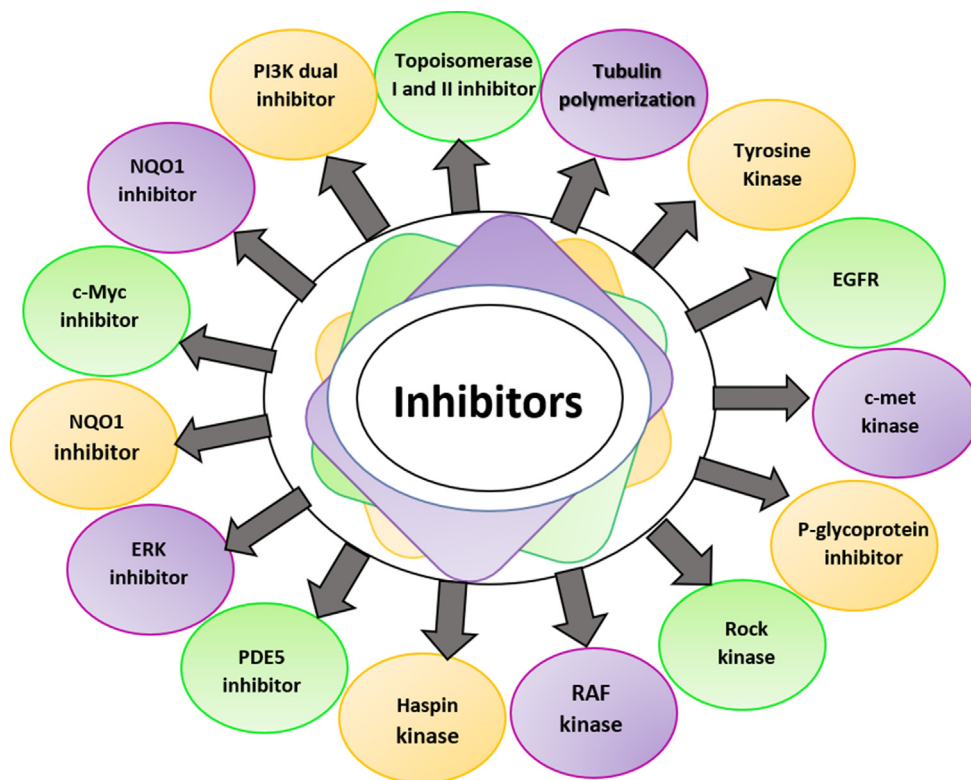 Topoisomerase
I and II inhibitor
Tubulin
polymerization
Tyrosine
Kinase
EGFR
c-met
kinase
P-glycoprotein
inhibitor
Rock
kinase
RAF
kinase
Haspin
kinase
PDE5
inhibitor
ERK
inhibitor
NQO1
inhibitor
c-Myc
inhibitor
NQO1
inhibitor
PI3K dual
inhibitor
Inhibitors